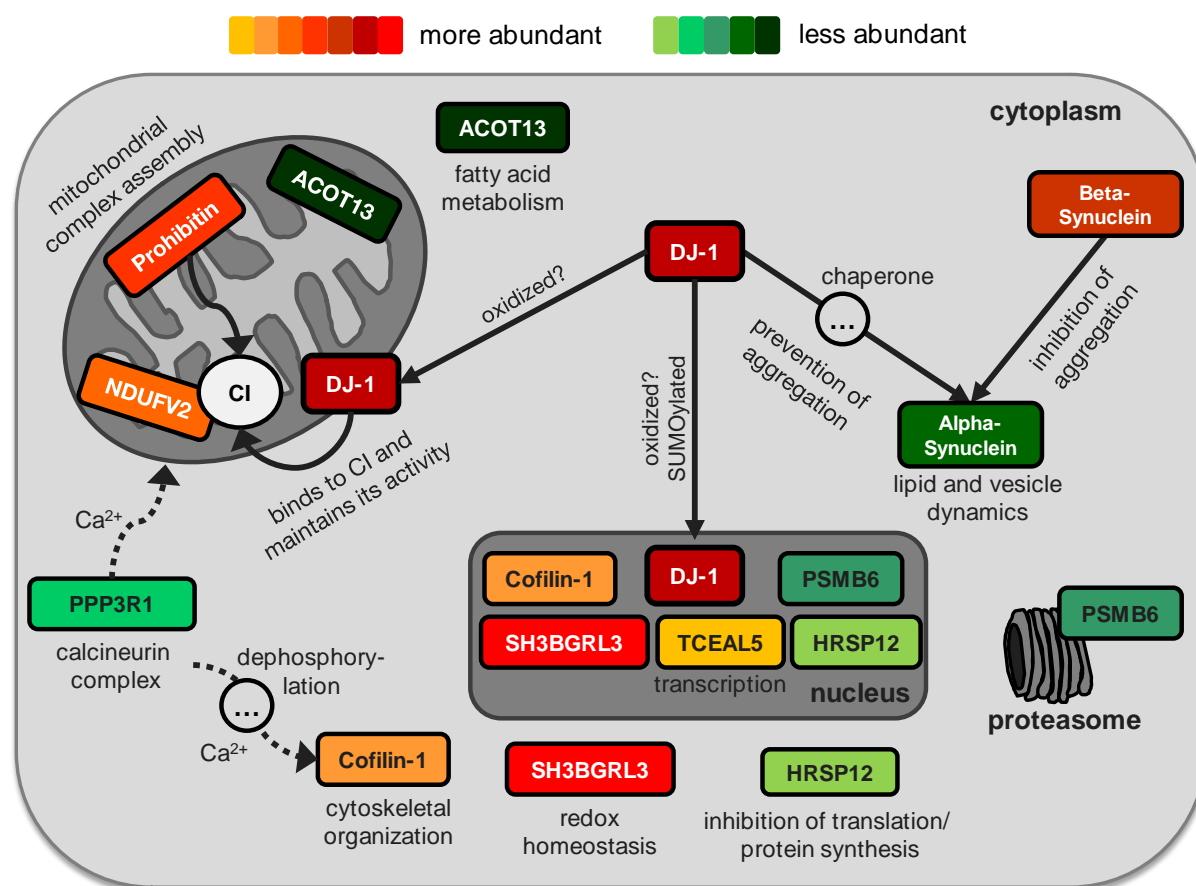 more abundant
less abundant
cytoplasm
mitochondrial
complex assembly
ACOT13
fatty acid
metabolism
ACOT13
Prohibitin
Beta-
Synuclein
DJ-1
chaperone
...
oxidized?
inhibition of
aggregation
prevention of
aggregation
NDUFV2
CI
DJ-1
oxidized?
SUMOylated
Alpha-
Synuclein
lipid and vesicle
dynamics
binds to CI and
maintains its activity
Ca2+
PPP3R1
calcineurin
complex
Cofilin-1
DJ-1
PSMB6
SH3BGRL3
TCEAL5
HRSP12
transcription
nucleus
PSMB6
proteasome
dephosphory-
lation
...
Ca2+
Cofilin-1
cytoskeletal
organization
SH3BGRL3
redox
homeostasis
HRSP12
inhibition of translation/
protein synthesis